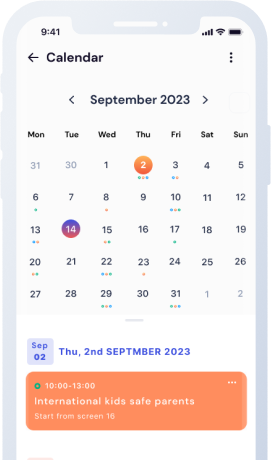 9:41
Calendar
September 2023
Mon Tue Wed Thu Fri Sat Sun
31 30 1 2 3 4 5
6 7 8 9 10 11 12
13 14 15 16 17 18 19
20 21 22 23 24 25 26
27 28 29 30 31 1 2
Sep
02
Thu, 2nd SEPTMBER 2023
10:00-13:00
International kids safe parents
Start from screen 16